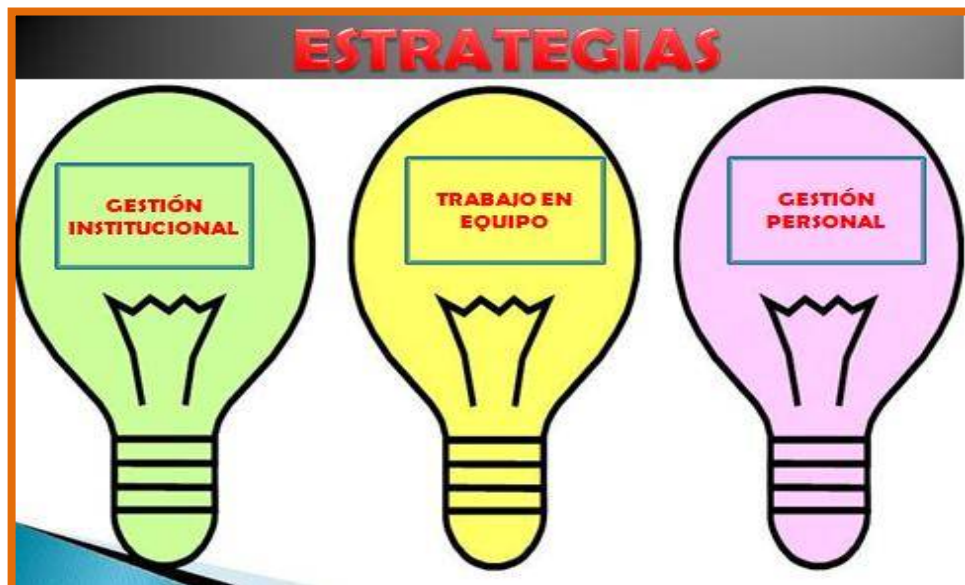 ESTRATEGIAS
GESTIÓN
INSTITUCIONAL
TRABAJO EN
EQUIPO
GESTIÓN
PERSONAL